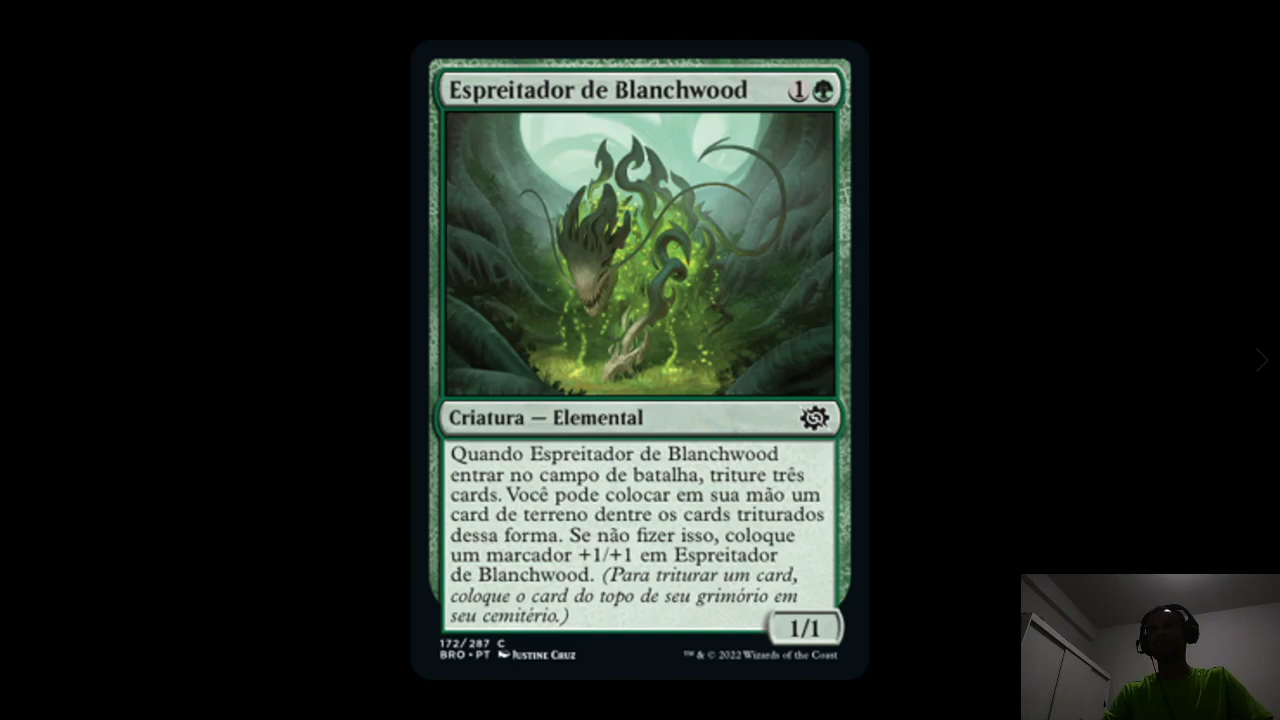 Espreitador de Blanchwood 1
Criatura — Elemental
Quando Espreitador de Blanchwood
entrar no campo de batalha, triture três
cards. Você pode colocar em sua mão um
card de terreno dentre os cards triturados
dessa forma. Se não fizer isso, coloque
um marcador +1/+1 em Espreitador
de Blanchwood. (Para triturar um card,
coloque o card do topo de seu grimório em
seu cemitério.)
1/1
172/287 C
BRO • PT Justine Cruz
™ & © 2022 Wizards of the Coast